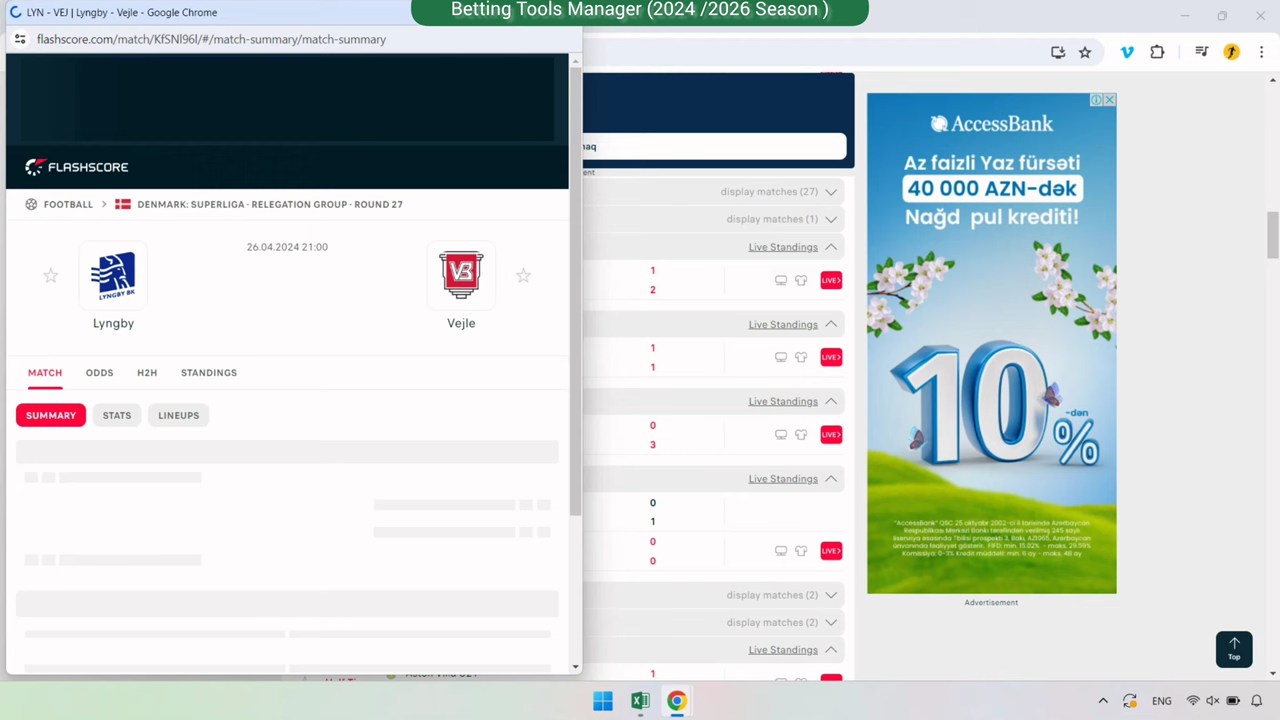 Betting Tools Manager (2024 /2026 Season )
LYN - VEJ | Lyngby - Vejle - Google Chrome
flashscore.com/match/KfSNl96l/#/match-summary/match-summary
FLASHSCORE
FOOTBALL
DENMARK: SUPERLIGA - RELEGATION GROUP - ROUND 27
26.04.2024 21:00
LYNGBY BK
VB
Lyngby
Vejle
MATCH
ODDS
H2H
STANDINGS
SUMMARY
STATS
LINEUPS
display matches (27)
display matches (1)
Live Standings
1
2
LIVE
Live Standings
1
1
LIVE
Live Standings
0
3
LIVE
Live Standings
0
1
0
0
LIVE
display matches (2)
display matches (2)
Live Standings
1
AccessBank
Az faizli Yaz fürsəti
40 000 AZN-dək
Nağd pul krediti!
10%
-dən
Advertisement
Top
ENG